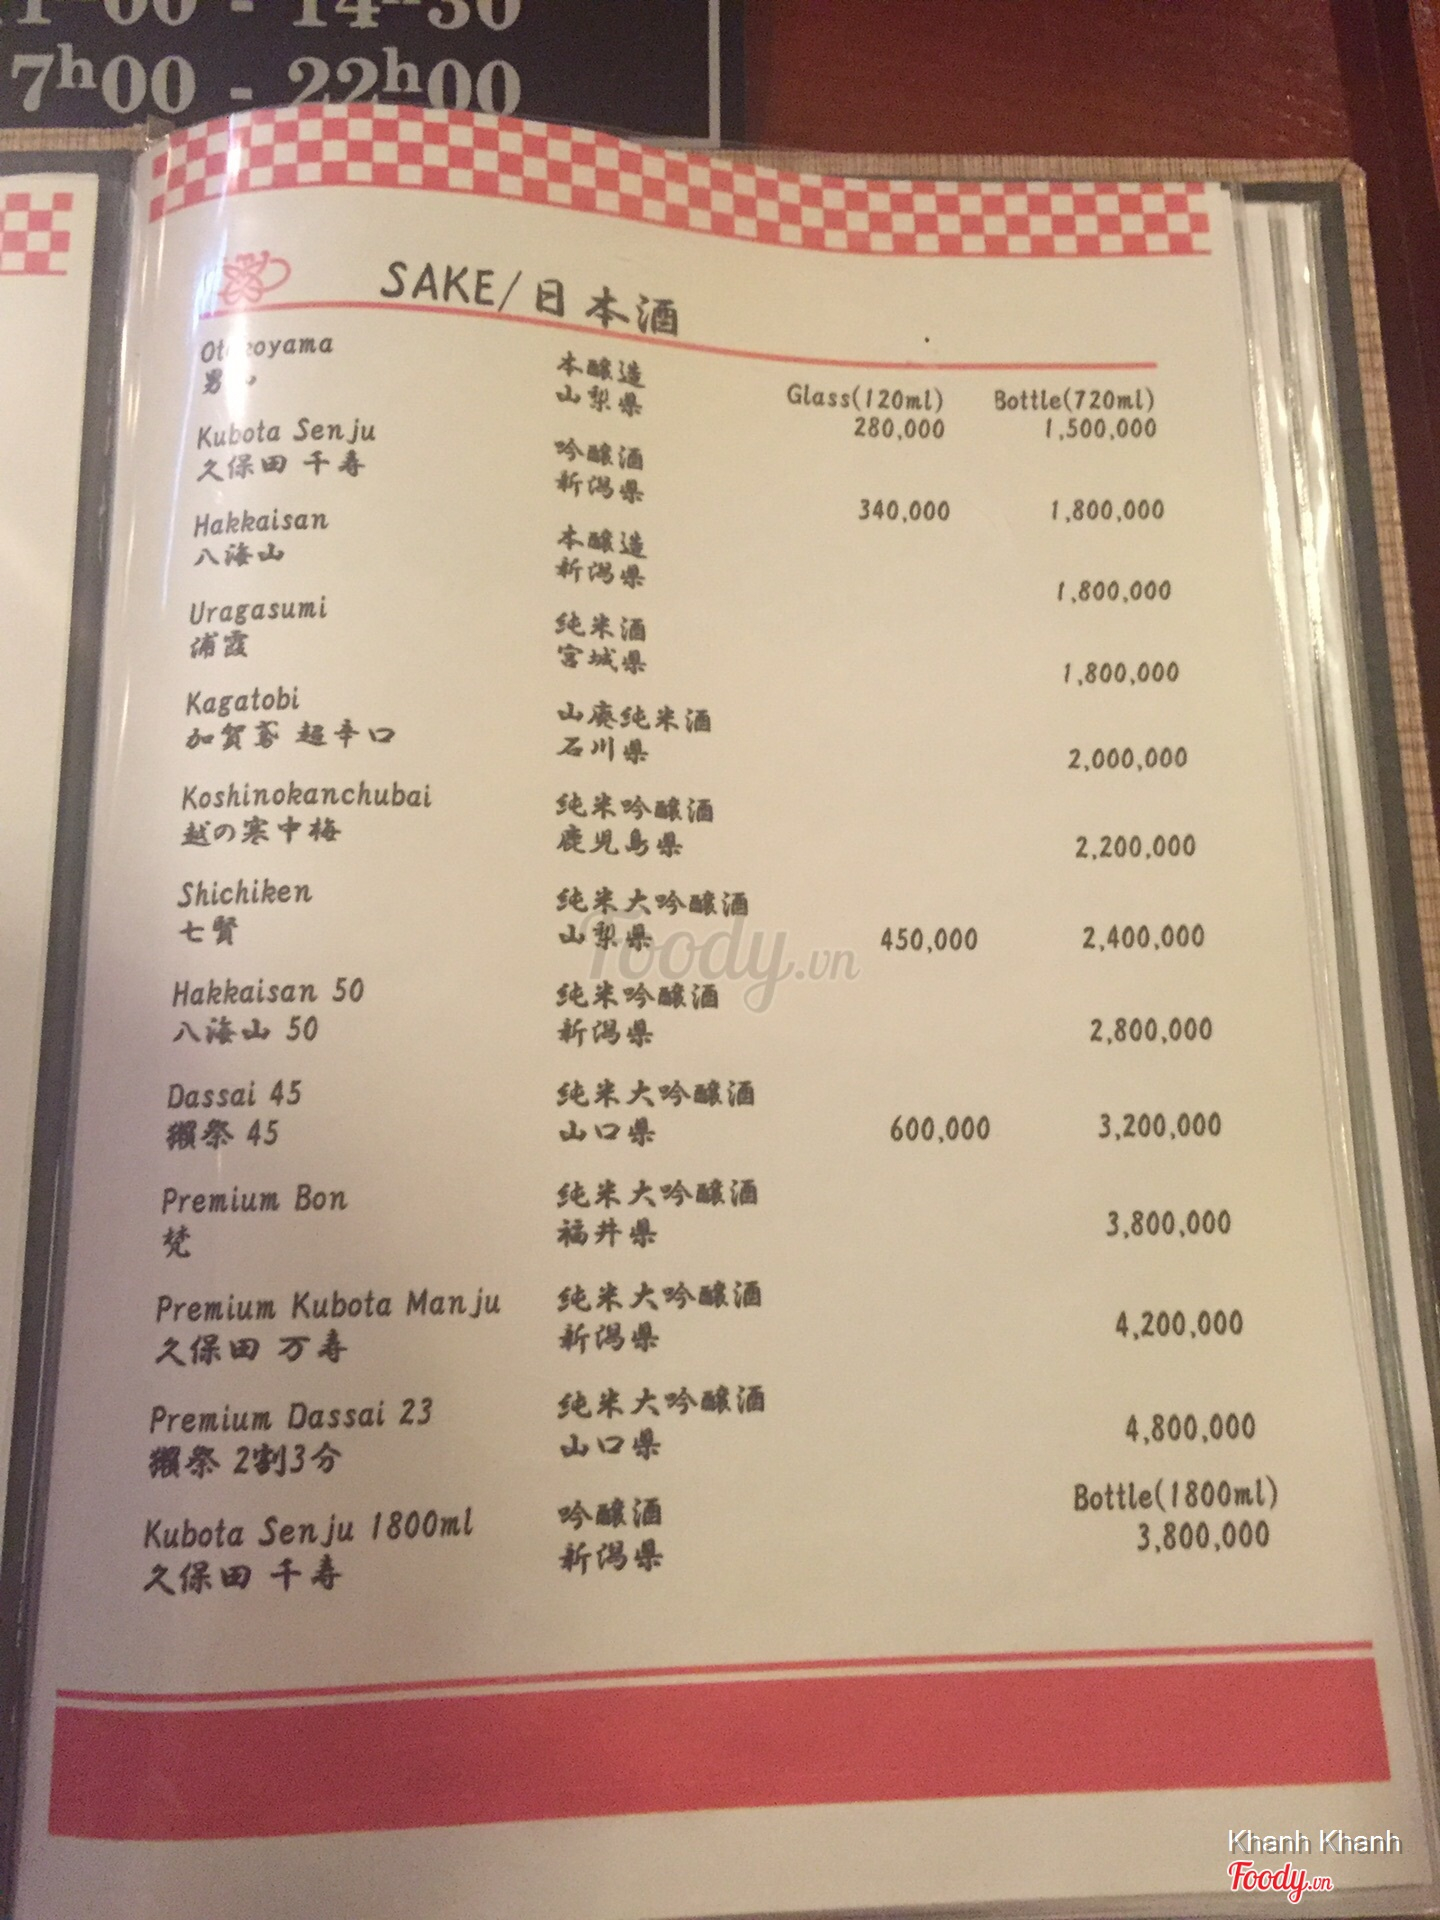 14h30
7h00 - 22h00
SAKE/日本酒
本醸造
男
山梨県
Glass(120ml) Bottle(720ml)
280,000 1,500,000
Kubota Senju 吟醸酒
久保田 千寿 新潟県
340,000 1,800,000
Hakkaisan 本醸造
八海山 新潟県
1,800,000
Uragasumi 純米酒
浦霞 宮城県
1,800,000
Kagatobi 山廃純米酒
加賀鳶 超辛口 石川県
2,000,000
Koshinokanchubai 純米吟醸酒
越の寒中梅 鹿児島県
2,200,000
Shichiken 純米大吟醸酒
七賢 山梨県 450,000 2,400,000
Hakkaisan 50 純米吟醸酒
八海山 50 新潟県 2,800,000
Dassai 45 純米大吟醸酒
獺祭 45 山口県 600,000 3,200,000
Premium Bon 純米大吟醸酒
梵 福井県 3,800,000
Premium Kubota Manju 純米大吟醸酒
久保田 万寿 新潟県 4,200,000
Premium Dassai 23 純米大吟醸酒
獺祭 2割3分 山口県 4,800,000
Bottle(1800ml)
Kubota Senju 1800ml 吟醸酒 3,800,000
久保田 千寿 新潟県
Foody.vn
Khanh Khanh
Foody.vn